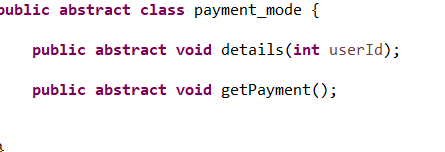 public abstract class payment_mode {
public abstract void details(int userId);
public abstract void getPayment();